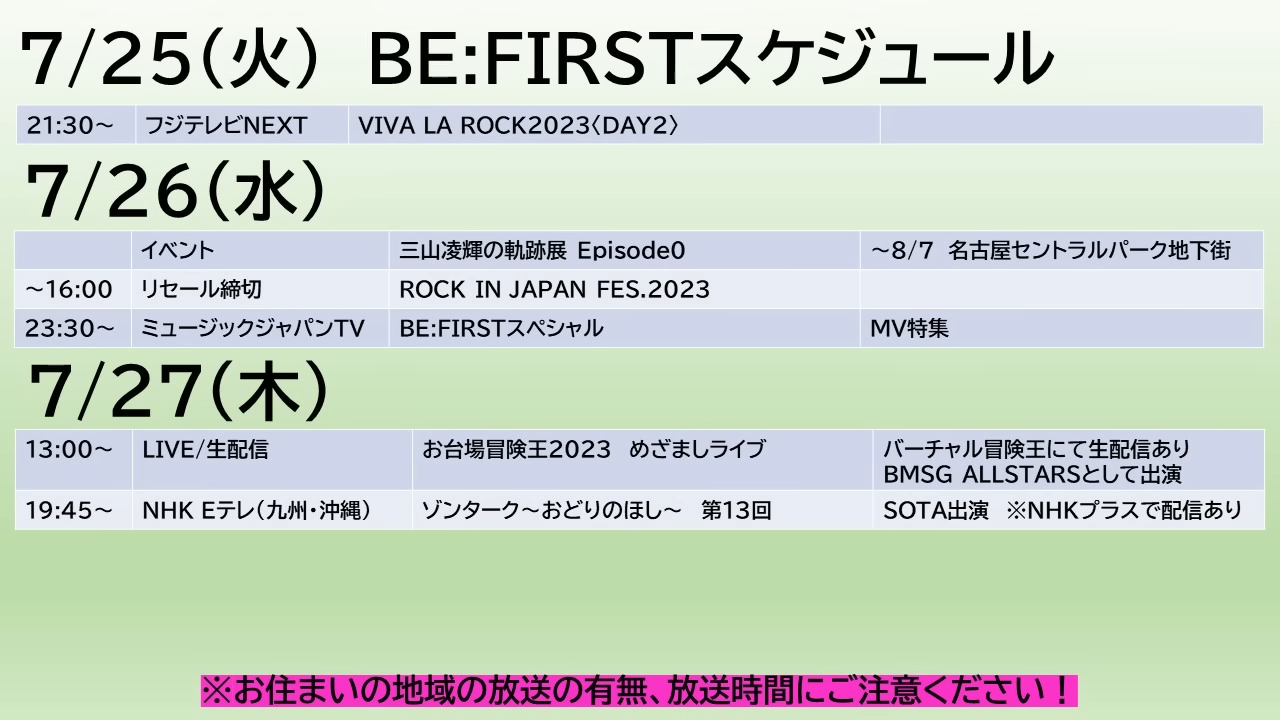 7/25(火) BE:FIRSTスケジュール
21:30～ フジテレビNEXT VIVA LA ROCK2023〈DAY2〉
7/26(水)
イベント 三山凌輝の軌跡展 Episode0 ～8/7 名古屋セントラルパーク地下街
～16:00 リセール締切 ROCK IN JAPAN FES.2023
23:30～ ミュージックジャパンTV BE:FIRSTスペシャル MV特集
7/27(木)
13:00～ LIVE/生配信 お台場冒険王2023 めざましライブ バーチャル冒険王にて生配信あり
BMSG ALLSTARSとして出演
19:45～ NHK Eテレ(九州・沖縄) ゾンターク～おどりのほし～ 第13回 SOTA出演 ※NHKプラスで配信あり
※お住まいの地域の放送の有無、放送時間にご注意ください！